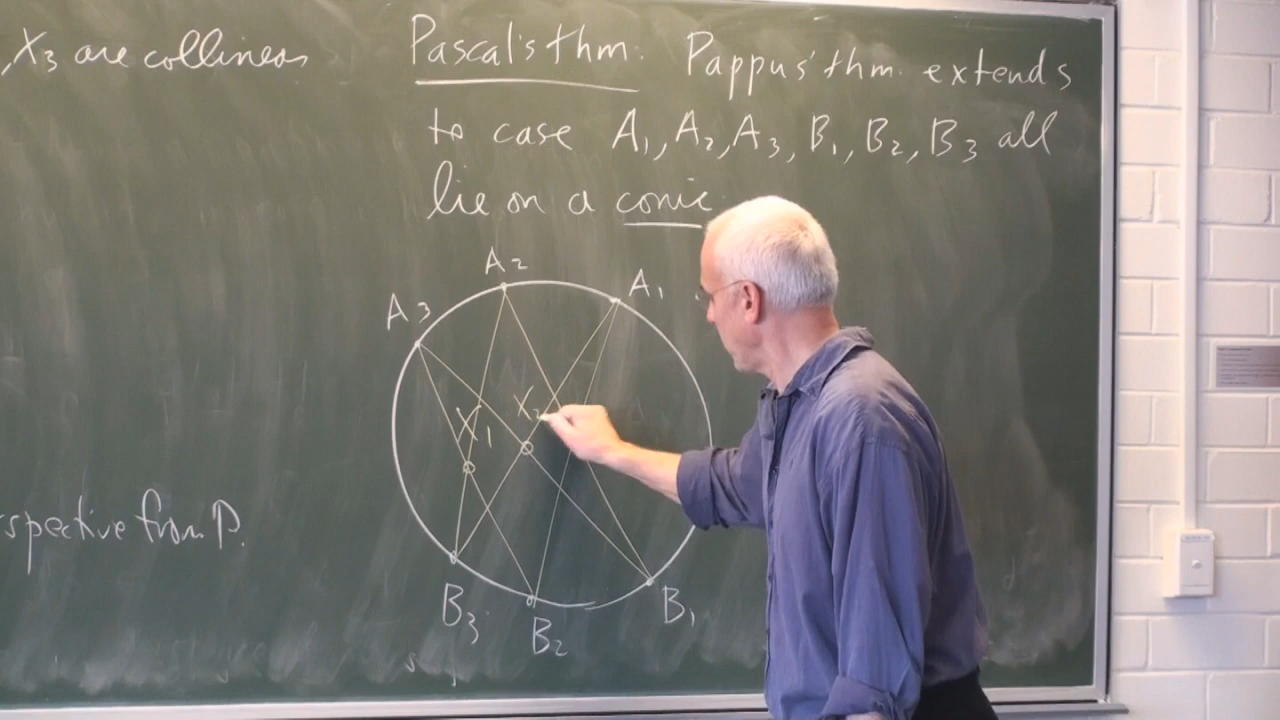 , X₃ are collinear
Pascal's thm: Pappus' thm. extends
to case A₁, A₂, A₃, B₁, B₂, B₃ all
lie on a conic
A₂
A₁
A₃
X₂
X₁
spective from P.
B₃
B₂
B₁